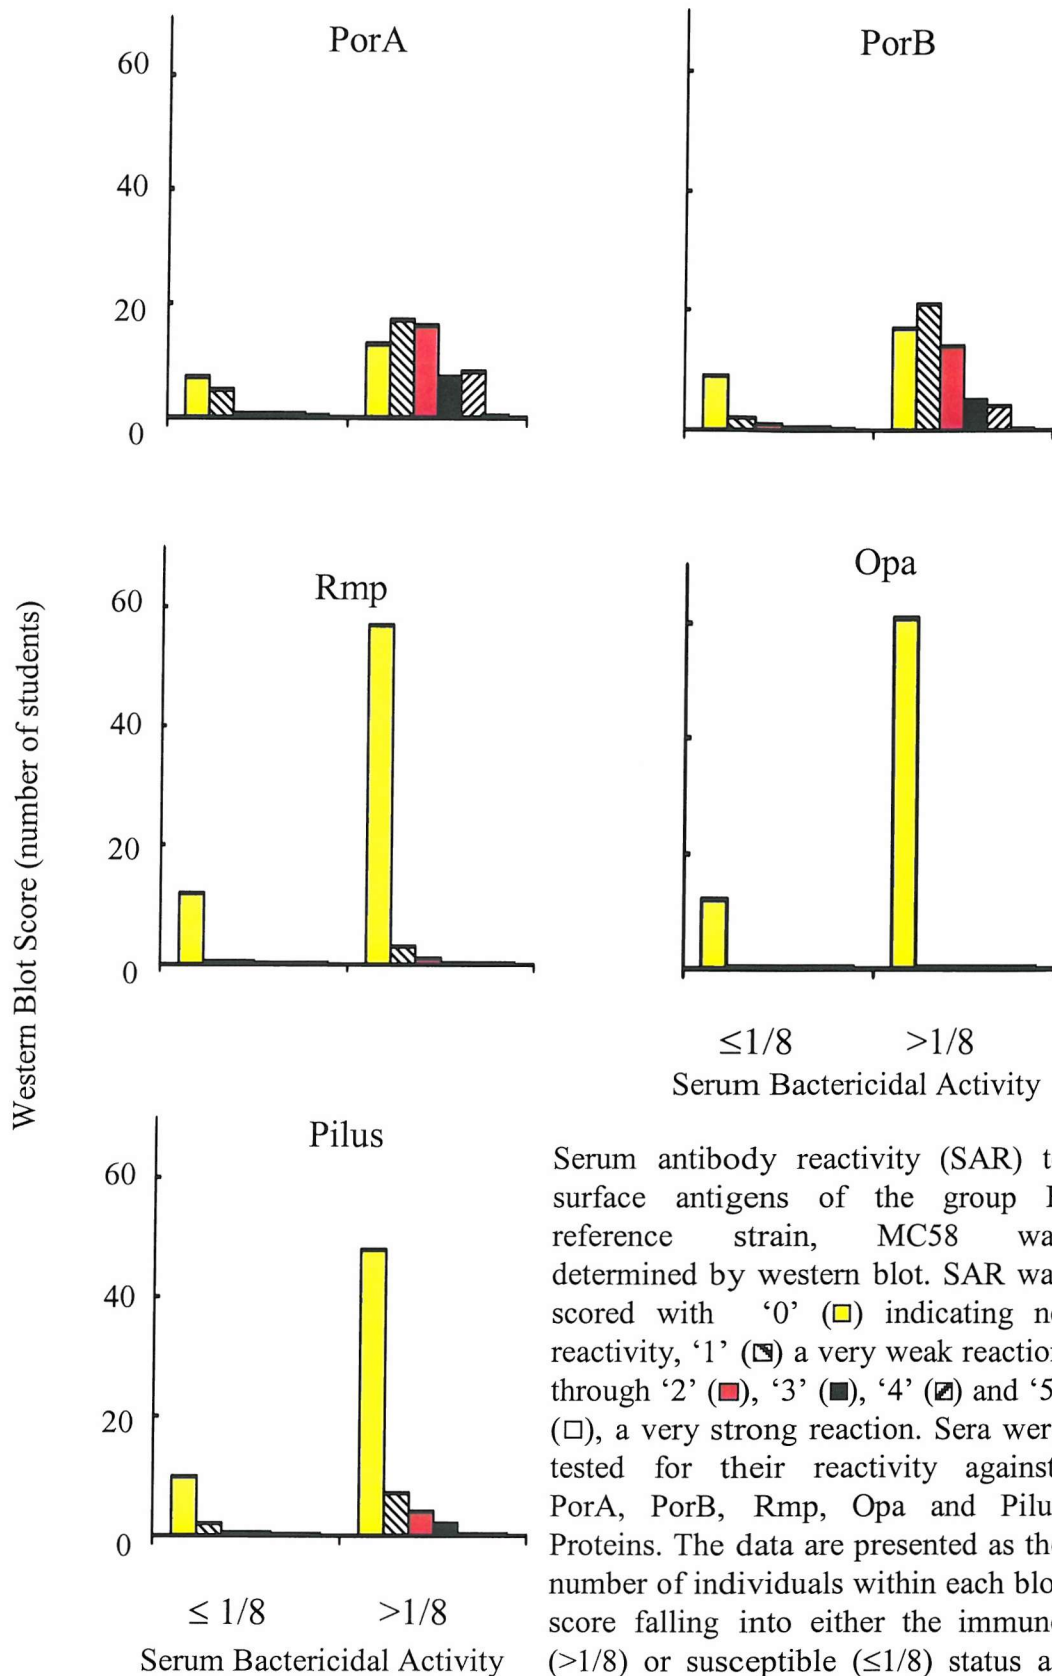 PorA
PorB
60
40
20
0
Rmp
Opa
60
40
20
0
Western Blot Score (number of students)
≤1/8 >1/8
Serum Bactericidal Activity
Pilus
60
40
20
0
≤ 1/8 >1/8
Serum Bactericidal Activity
Serum antibody reactivity (SAR)
surface antigens of the group
reference strain, MC58 wa
determined by western blot. SAR wa
scored with ‘0’ (□) indicating
reactivity, ‘1’ (▧) a very weak reaction
through ‘2’ (■), ‘3’ (■), ‘4’ (▨) and ‘5
(□), a very strong reaction. Sera wer
tested for their reactivity against
PorA, PorB, Rmp, Opa and Pilu
Proteins. The data are presented as th
number of individuals within each blo
score falling into either the immun
(>1/8) or susceptible (≤1/8) status a